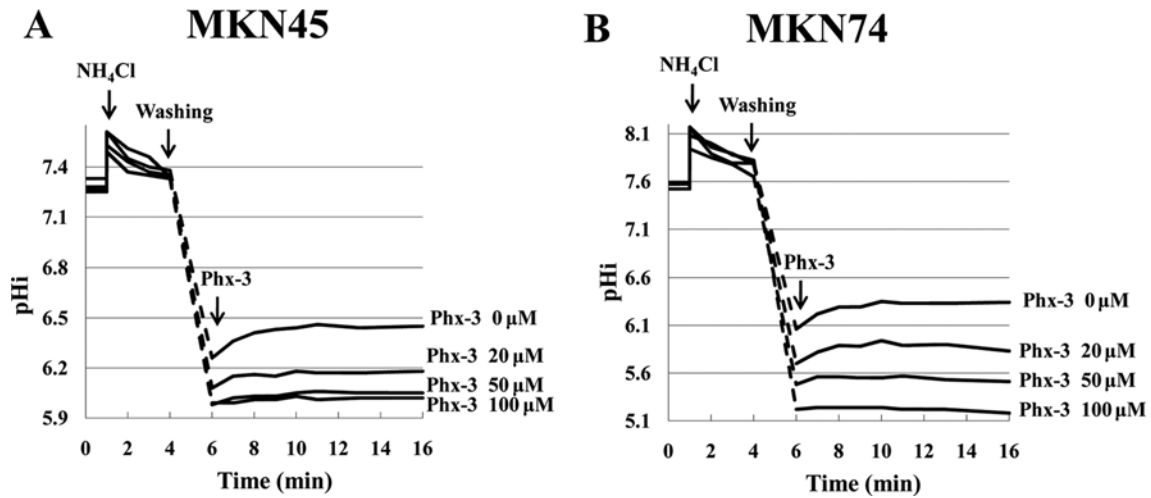 A MKN45
NH₄Cl
Washing
7.4
7.1
6.8
6.5
6.2
5.9
pHi
Phx-3
Phx-3 0 μM
Phx-3 20 μM
Phx-3 50 μM
Phx-3 100 μM
0 2 4 6 8 10 12 14 16
Time (min)
B MKN74
NH₄Cl
Washing
8.1
7.6
7.1
6.6
6.1
5.6
5.1
pHi
Phx-3
Phx-3 0 μM
Phx-3 20 μM
Phx-3 50 μM
Phx-3 100 μM
0 2 4 6 8 10 12 14 16
Time (min)